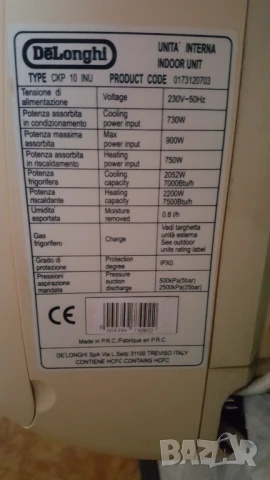 DeLonghi
UNITA' INTERNA
INDOOR UNIT
TYPE CKP 10 INU PRODUCT CODE 0173120703
Tensione di alimentazione Voltage 230V~50Hz
Potenza assorbita in condizionamento Cooling power input 730W
Potenza massima assorbita Max power input 900W
Potenza assorbita in riscaldamento Heating power input 750W
Potenza frigorifera Cooling capacity 2052W 7000Btu/h
Potenza riscaldante Heating capacity 2200W 7500Btu/h
Umidita asportata Moisture removed 0.8 l/h
Gas frigorifero Charge Vedi targhetta unità esterna See outdoor units rating label
Grado di protezione Protection degree IPX0
Pressioni aspirazione mandata Pressure suction discharge 500kPa(5bar) 2500kPa(25bar)
CE
Made in P.R.C./Fabrique en P.R.C.
DE'LONGHI SpA Via L.Seitz 31100 TREVISO ITALY
CONTIENE HCFC CONTAINS HCFC
bazar